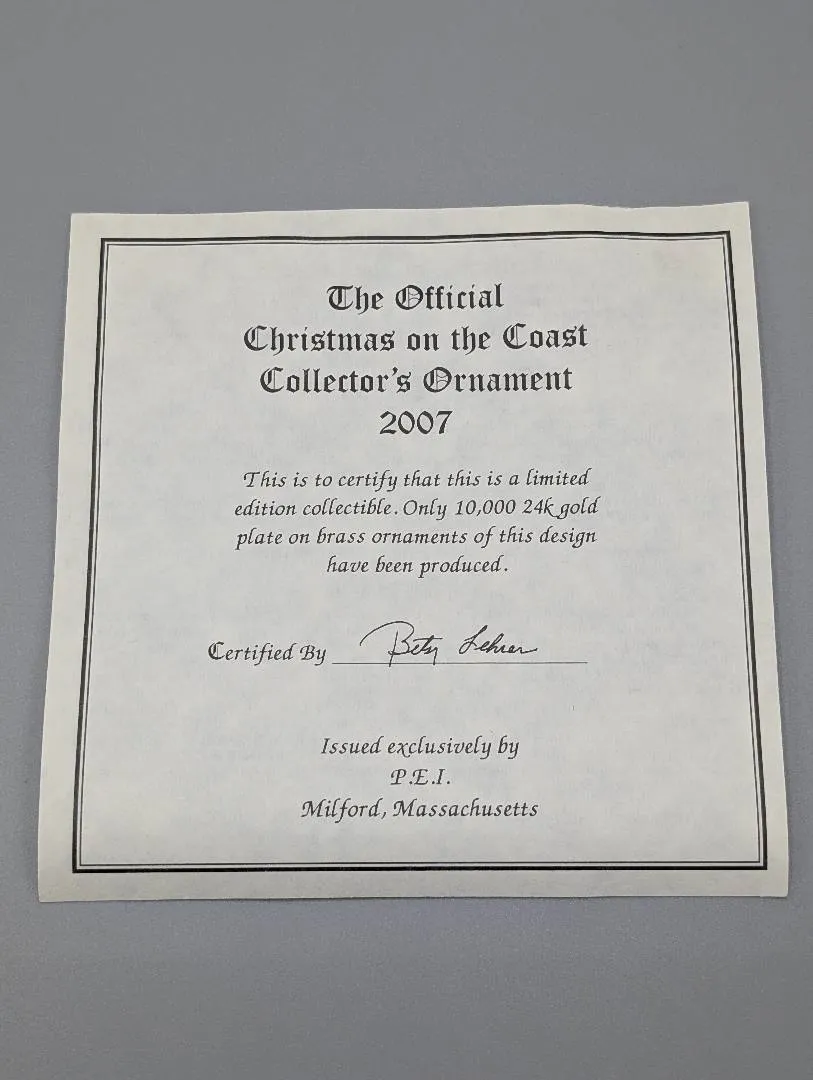 The Official
Christmas on the Coast
Collector's Ornament
2007
This is to certify that this is a limited
edition collectible. Only 10,000 24k gold
plate on brass ornaments of this design
have been produced.
Certified By Betsy Lehrer
Issued exclusively by
P.E.I.
Milford, Massachusetts